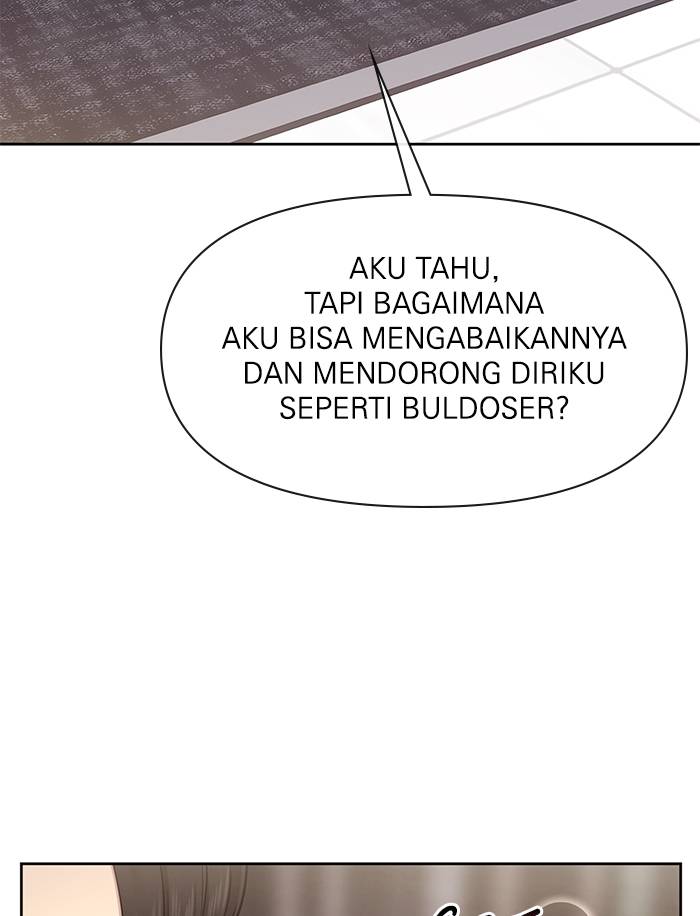 AKU TAHU,
TAPI BAGAIMANA
AKU BISA MENGABAIKANNYA
DAN MENDORONG DIRIKU
SEPERTI BULDOSER?